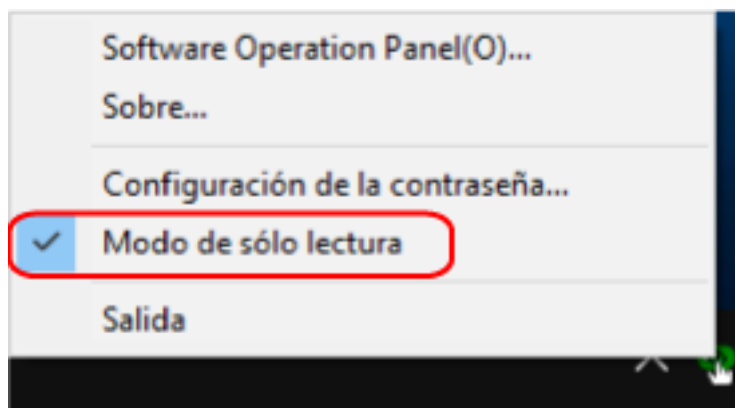 Software Operation Panel(O)...
Sobre...
Configuración de la contraseña...
Modo de sólo lectura
Salida